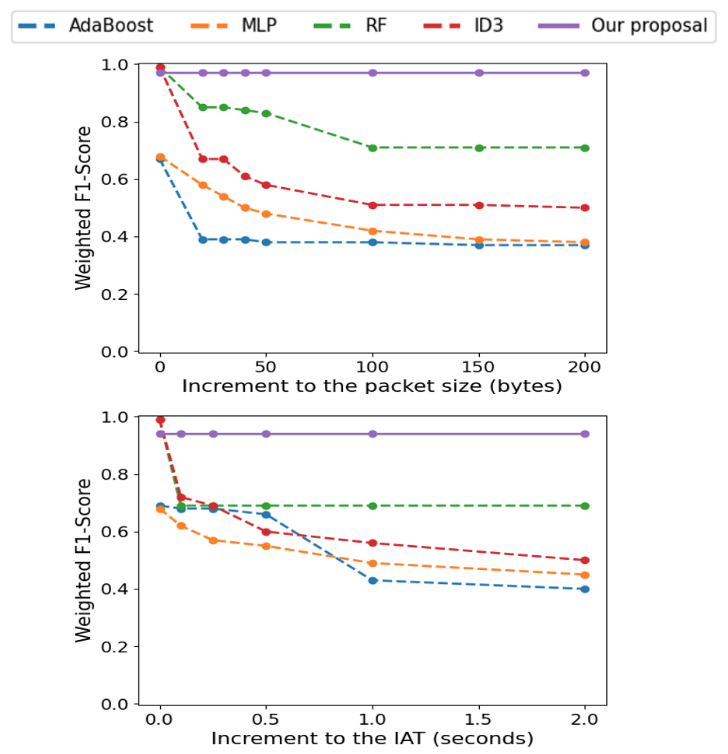 AdaBoost MLP RF ID3 Our proposal
1.0
0.8
0.6
0.4
0.2
0.0
Weighted F1-Score
0 50 100 150 200
Increment to the packet size (bytes)
1.0
0.8
0.6
0.4
0.2
0.0
Weighted F1-Score
0.0 0.5 1.0 1.5 2.0
Increment to the IAT (seconds)